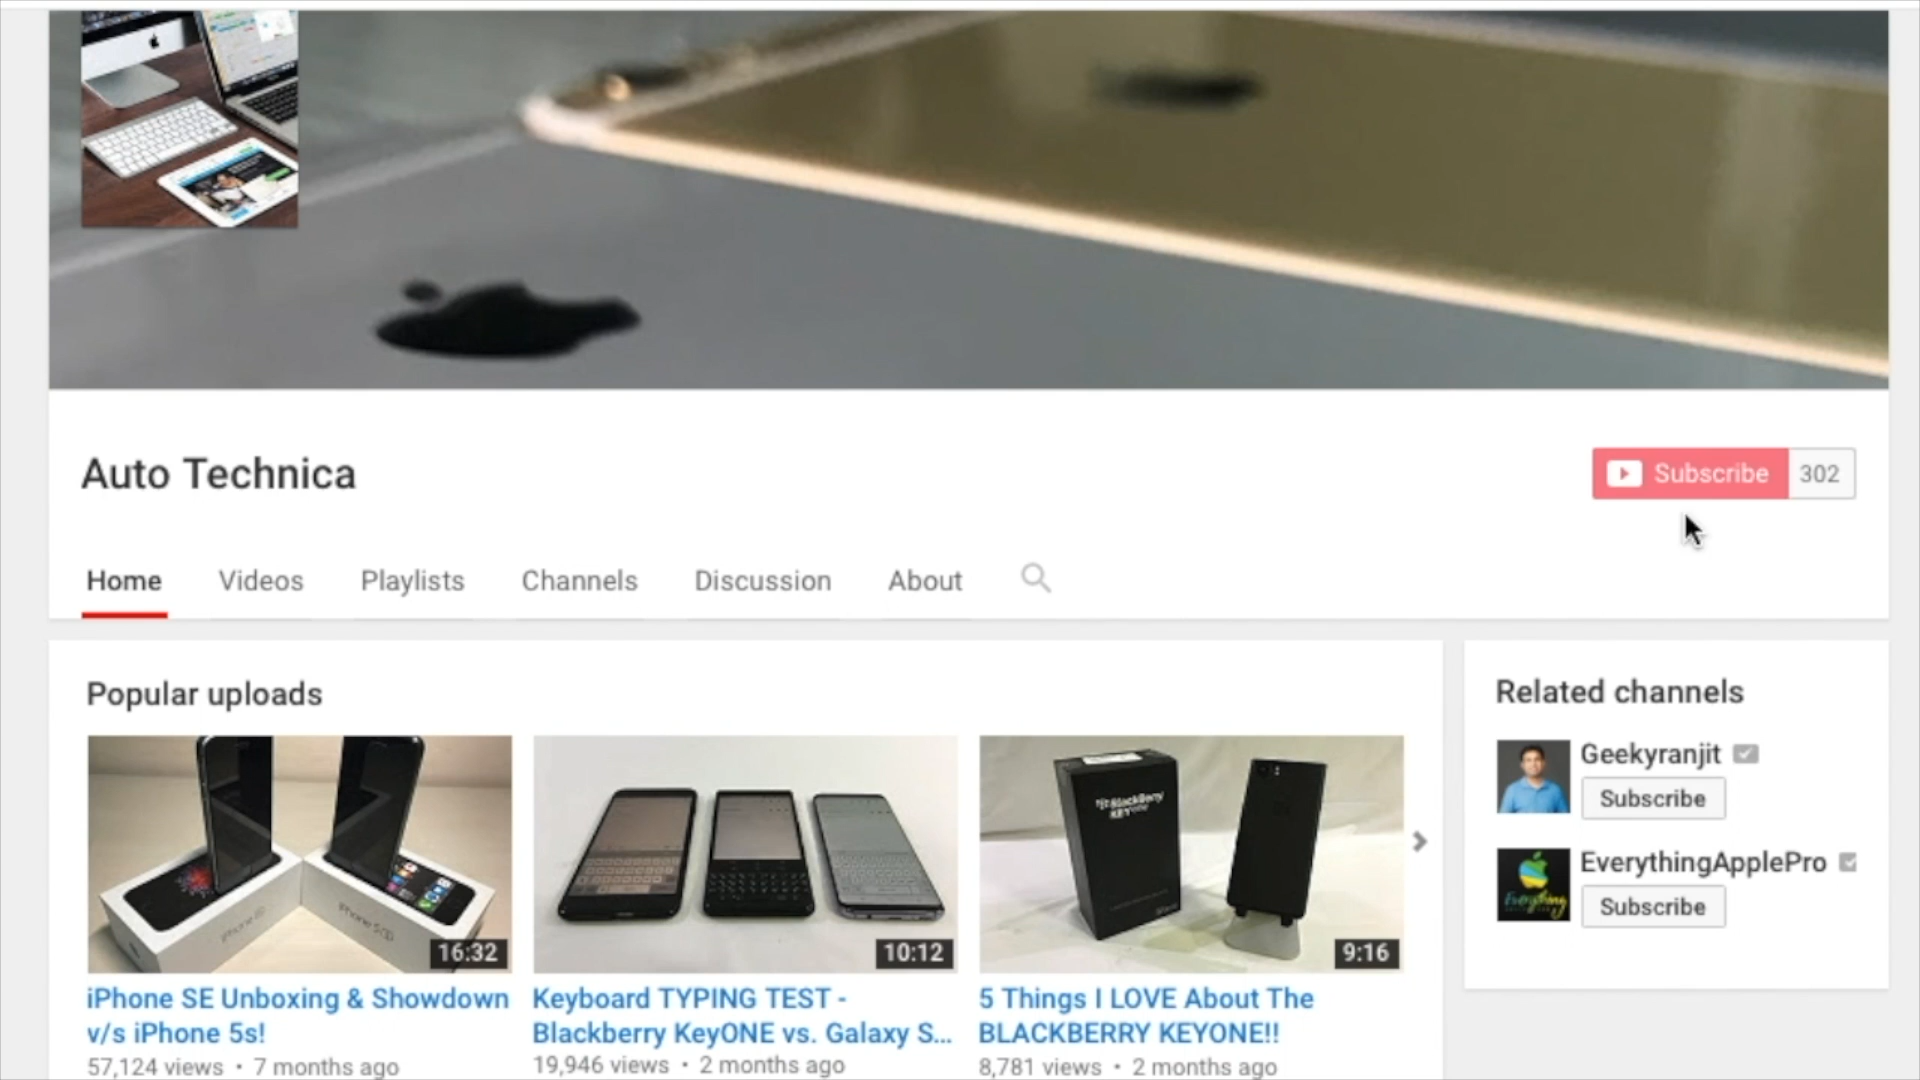 Auto Technica
Subscribe 302
Home Videos Playlists Channels Discussion About
Popular uploads
16:32
10:12
BlackBerry
KEYone
9:16
iPhone SE Unboxing & Showdown
v/s iPhone 5s!
57,124 views • 7 months ago
Keyboard TYPING TEST -
Blackberry KeyONE vs. Galaxy S...
19,946 views • 2 months ago
5 Things I LOVE About The
BLACKBERRY KEYONE!!
8,781 views • 2 months ago
Related channels
Geekyranjit
Subscribe
EverythingApplePro
Everything
Subscribe